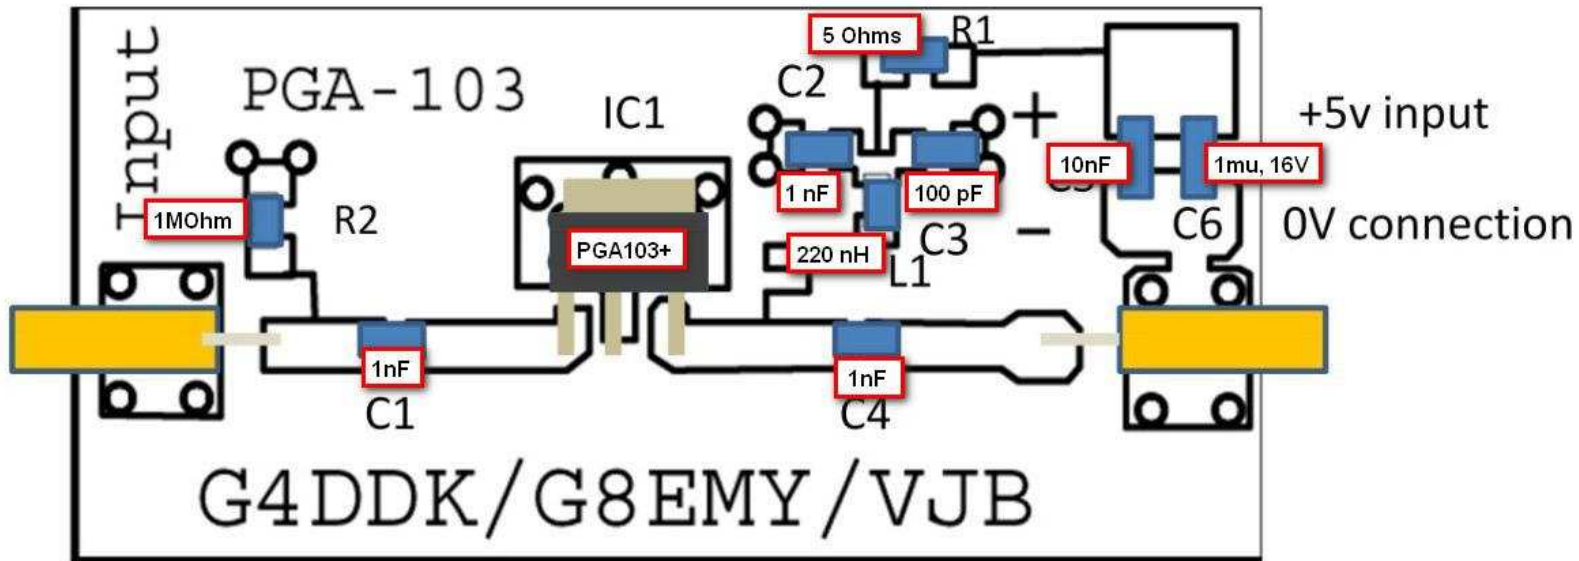 Input
PGA-103
5 Ohms
R1
C2
IC1
+
+5v input
1MOhm
R2
PGA103+
1 nF
100 pF
10nF
1mu, 16V
C6
0V connection
C3
-
220 nH
L1
1nF
C1
1nF
C4
G4DDK/G8EMY/VJB